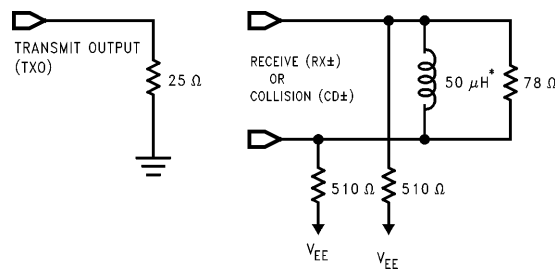 TRANSMIT OUTPUT
(TXO)
25 Ω
RECEIVE (RX±)
OR
COLLISION (CD±)
50 μH*
78 Ω
510 Ω
510 Ω
VEE
VEE